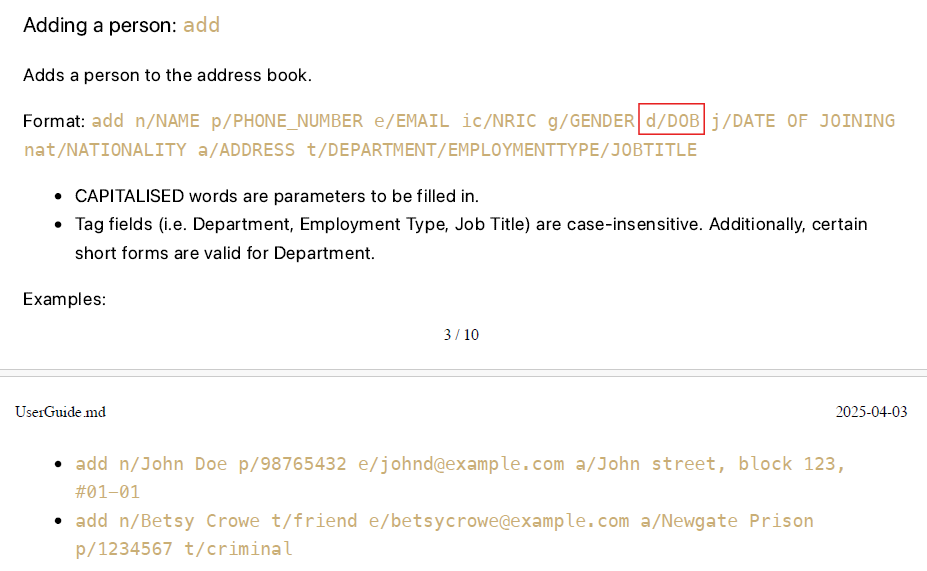 Adding a person: add
Adds a person to the address book.
Format: add n/NAME p/PHONE_NUMBER e/EMAIL ic/NRIC g/GENDER d/DOB j/DATE OF JOINING
nat/NATIONALITY a/ADDRESS t/DEPARTMENT/EMPLOYMENTTYPE/JOBTITLE
• CAPITALISED words are parameters to be filled in.
• Tag fields (i.e. Department, Employment Type, Job Title) are case-insensitive. Additionally, certain
short forms are valid for Department.
Examples:
3 / 10
UserGuide.md 2025-04-03
• add n/John Doe p/98765432 e/johnd@example.com a/John street, block 123,
#01-01
• add n/Betsy Crowe t/friend e/betsycrowe@example.com a/Newgate Prison
p/1234567 t/criminal